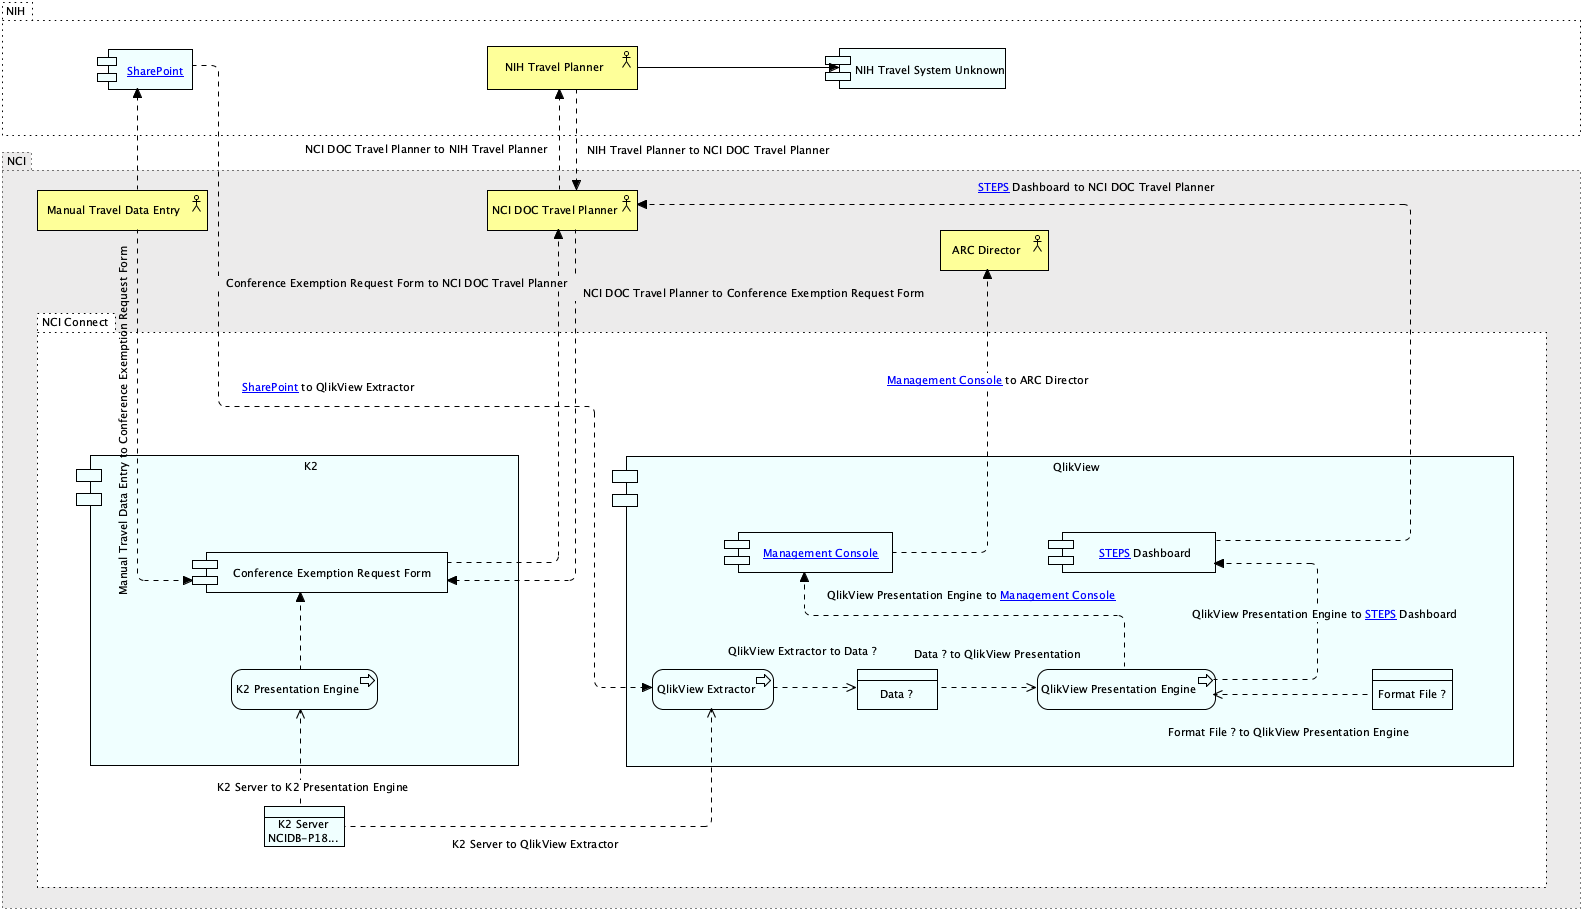 NIH
SharePoint
NIH Travel Planner
NIH Travel System Unknown
NCI DOC Travel Planner to NIH Travel Planner
NIH Travel Planner to NCI DOC Travel Planner
NCI
STEPS Dashboard to NCI DOC Travel Planner
Manual Travel Data Entry
NCI DOC Travel Planner
ARC Director
Conference Exemption Request Form to NCI DOC Travel Planner
NCI DOC Travel Planner to Conference Exemption Request Form
NCI Connect
Manual Travel Data Entry to Conference Exemption Request Form
SharePoint to QlikView Extractor
Management Console to ARC Director
K2
QlikView
Conference Exemption Request Form
Management Console
STEPS Dashboard
QlikView Presentation Engine to Management Console
QlikView Presentation Engine to STEPS Dashboard
QlikView Extractor to Data ?
Data ? to QlikView Presentation
K2 Presentation Engine
QlikView Extractor
Data ?
QlikView Presentation Engine
Format File ?
Format File ? to QlikView Presentation Engine
K2 Server to K2 Presentation Engine
K2 Server
NCIDB-P18...
K2 Server to QlikView Extractor